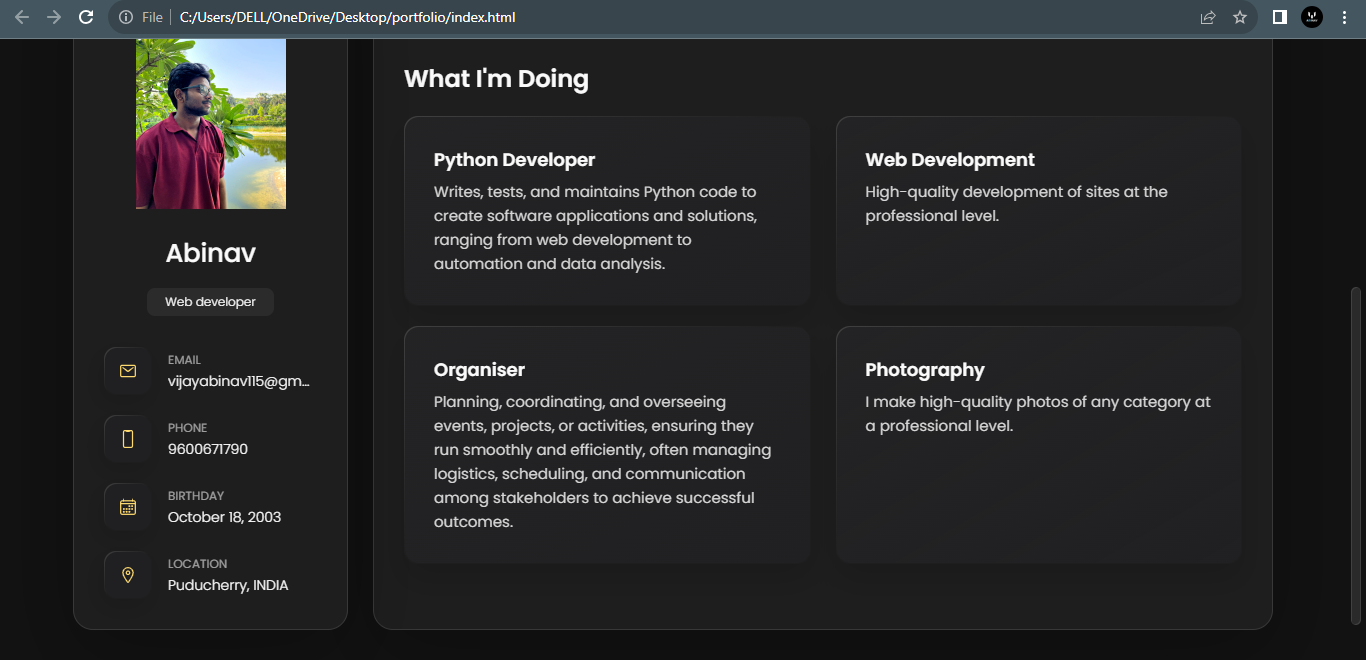 File
C:/Users/DELL/OneDrive/Desktop/portfolio/index.html
Abinav
Web developer
EMAIL
vijayabinav115@gm...
PHONE
9600671790
BIRTHDAY
October 18, 2003
LOCATION
Puducherry, INDIA
What I'm Doing
Python Developer
Writes, tests, and maintains Python code to
create software applications and solutions,
ranging from web development to
automation and data analysis.
Web Development
High-quality development of sites at the
professional level.
Organiser
Planning, coordinating, and overseeing
events, projects, or activities, ensuring they
run smoothly and efficiently, often managing
logistics, scheduling, and communication
among stakeholders to achieve successful
outcomes.
Photography
I make high-quality photos of any category at
a professional level.